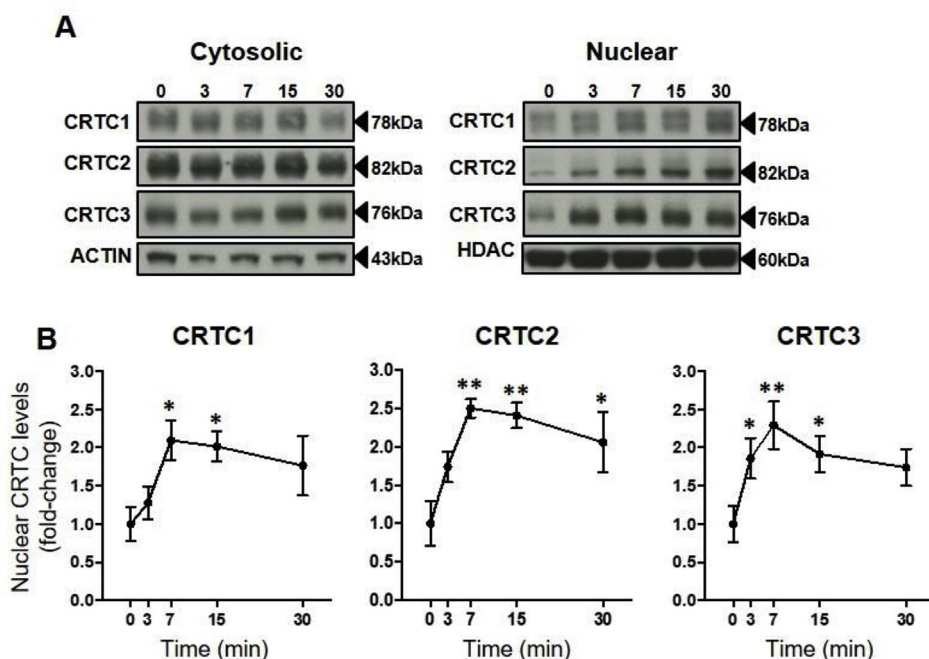 A
Cytosolic
0 3 7 15 30
CRTC1 78kDa
CRTC2 82kDa
CRTC3 76kDa
ACTIN 43kDa
Nuclear
0 3 7 15 30
CRTC1 78kDa
CRTC2 82kDa
CRTC3 76kDa
HDAC 60kDa
B
Nuclear CRTC levels
(fold-change)
CRTC1
3.0
2.5
2.0
1.5
1.0
0.5
0.0
* *
0 3 7 15 30
Time (min)
CRTC2
3.0
2.5
2.0
1.5
1.0
0.5
0.0
** ** *
0 3 7 15 30
Time (min)
CRTC3
3.0
2.5
2.0
1.5
1.0
0.5
0.0
* ** *
0 3 7 15 30
Time (min)